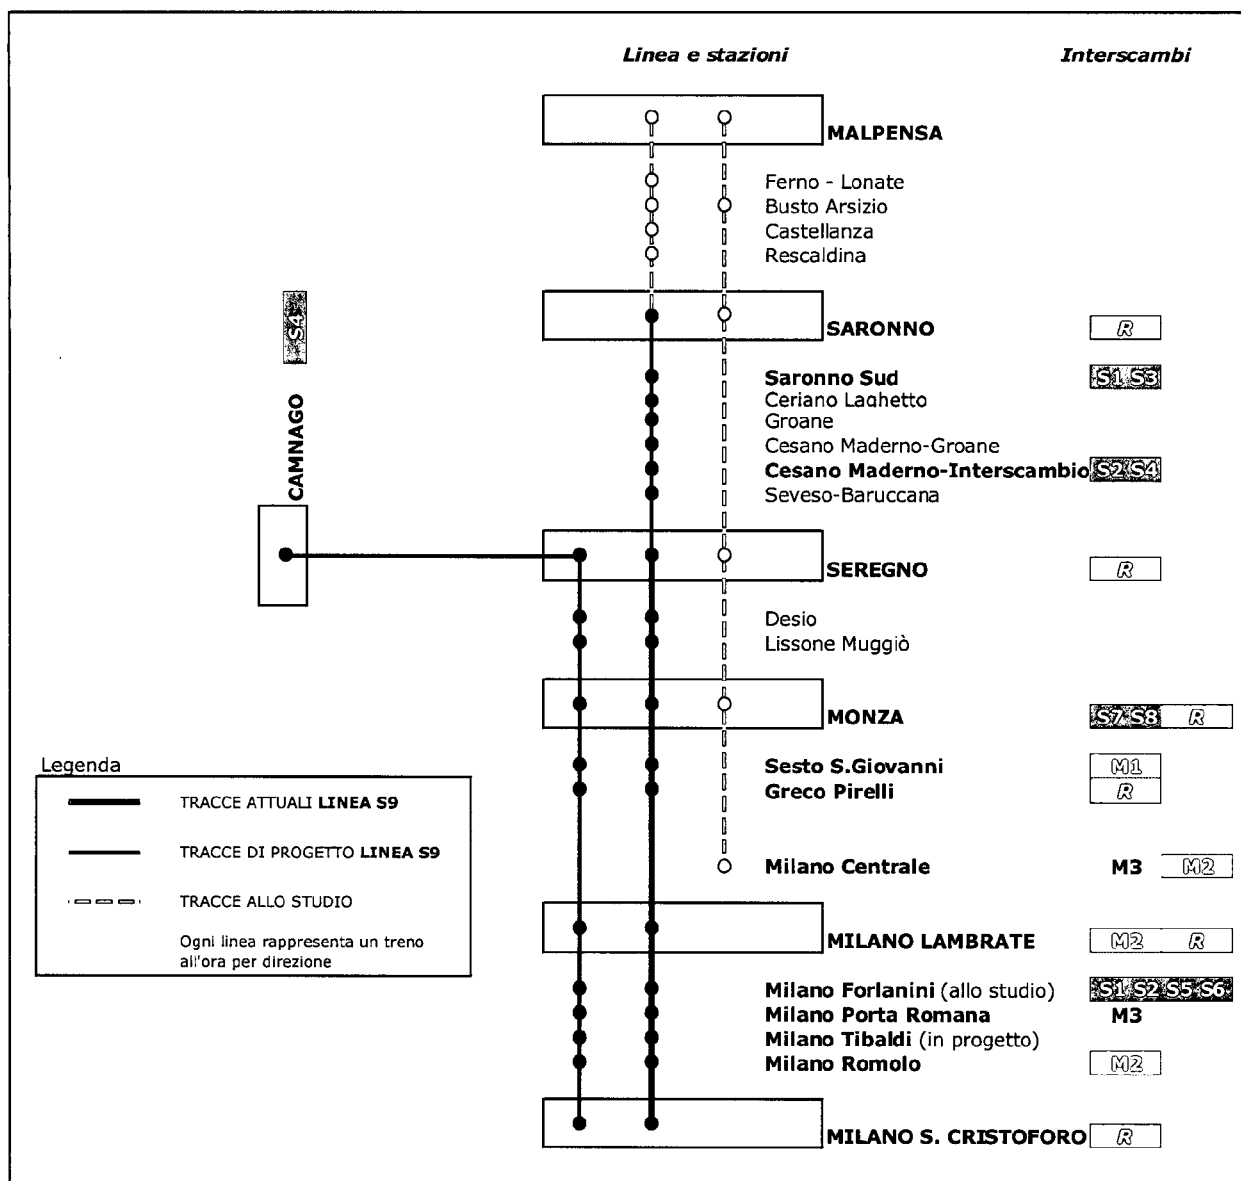 Linea e stazioni Interscambi
MALPENSA
Ferno - Lonate
Busto Arsizio
Castellanza
Rescaldina
S4
CAMNAGO
SARONNO R
Saronno Sud S1 S3
Ceriano Laghetto
Groane
Cesano Maderno-Groane
Cesano Maderno-Interscambio S2 S4
Seveso-Baruccana
SEREGNO R
Desio
Lissone Muggiò
MONZA S7 S8 R
Sesto S.Giovanni M1
Greco Pirelli R
Milano Centrale M3 M2
MILANO LAMBRATE M2 R
Milano Forlanini (allo studio) S1 S2 S5 S6
Milano Porta Romana M3
Milano Tibaldi (in progetto)
Milano Romolo M2
MILANO S. CRISTOFORO R
Legenda
TRACCE ATTUALI LINEA S9
TRACCE DI PROGETTO LINEA S9
TRACCE ALLO STUDIO
Ogni linea rappresenta un treno
all'ora per direzione